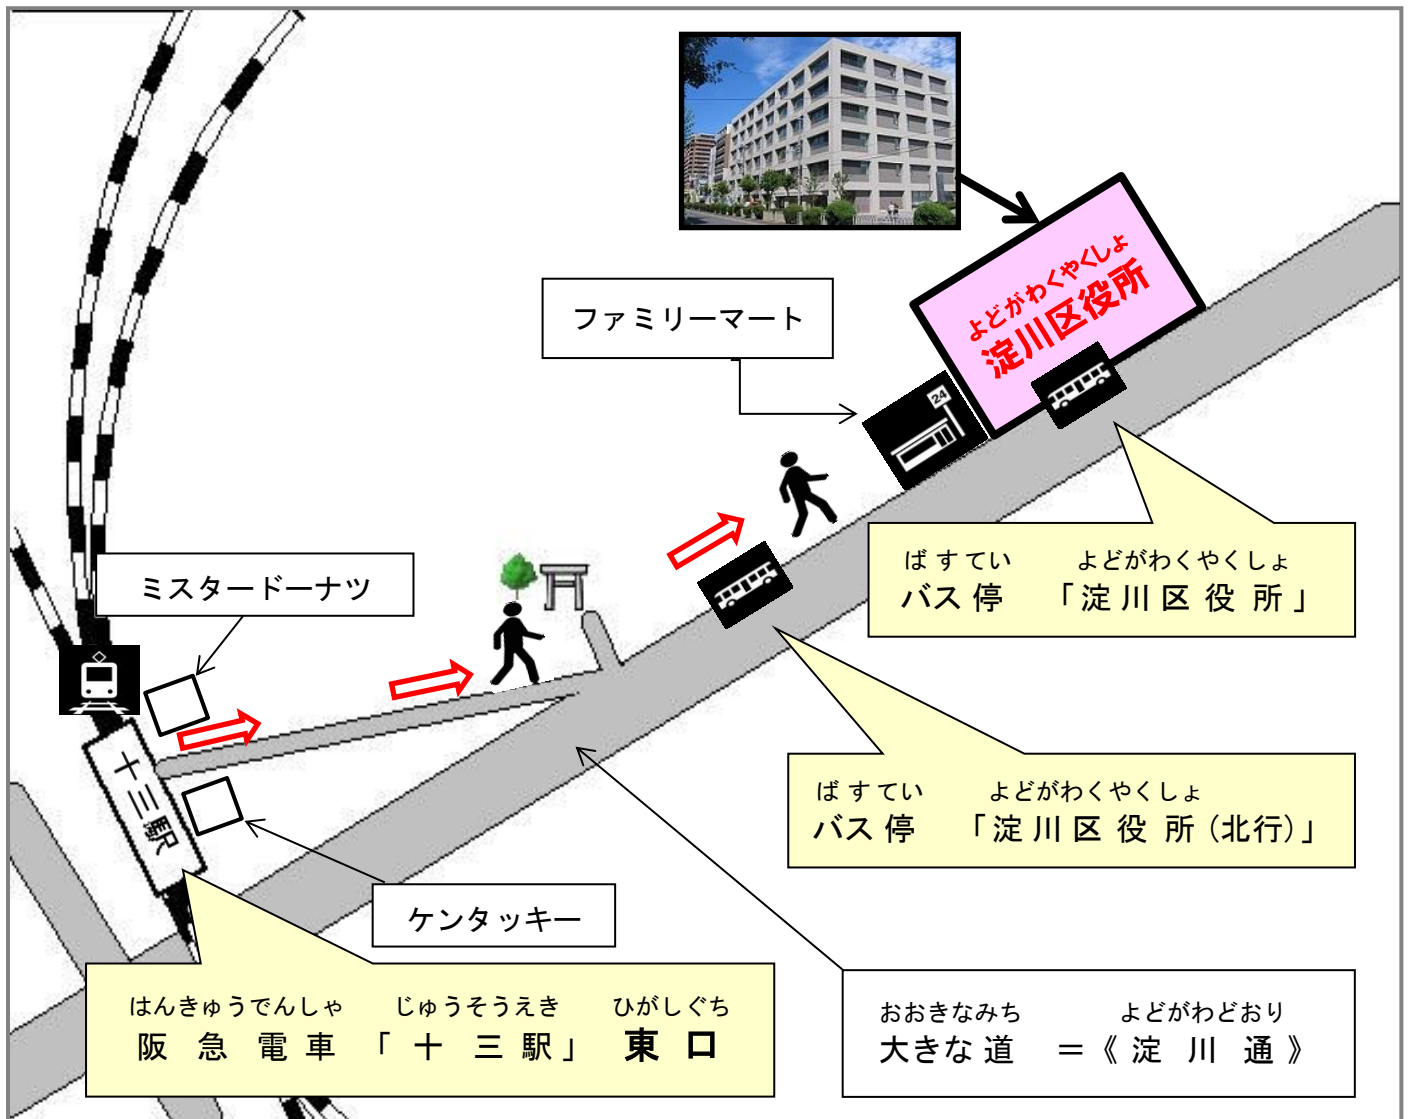 よどがわくやくしよ
淀川区役所
ファミリーマート
24
ばすてい よどがわくやくしょ
バス停 「淀川区役所」
ミスタードーナツ
十三駅
ばすてい よどがわくやくしょ
バス停 「淀川区役所(北行)」
ケンタッキー
はんきゅうでんしゃ じゅうそうえき ひがしぐち
阪急電車 「十三駅」 東口
おおきなみち よどがわどおり
大きな道 =《淀川通》